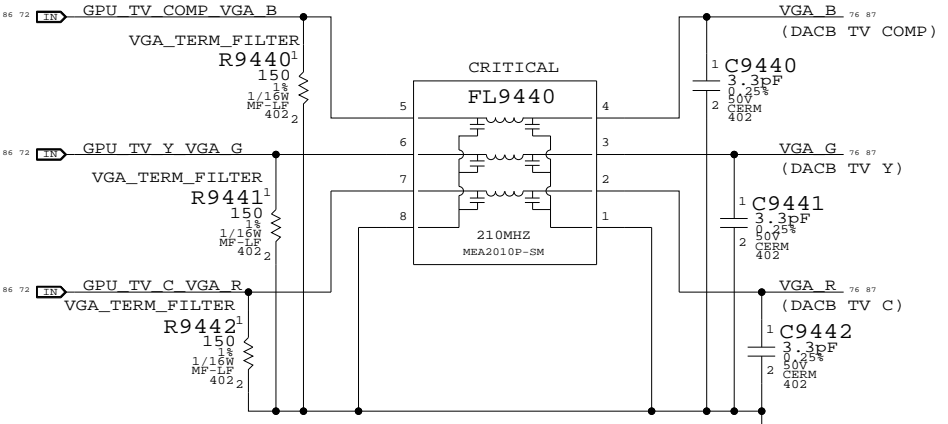 86 72 IN GPU_TV_COMP_VGA_B
VGA_B 76 87
(DACB TV COMP)
VGA_TERM_FILTER
R9440 1
150
1%
1/16W
MF-LF
402 2
CRITICAL
FL9440
1 C9440
3.3pF
0.25%
2 50V
CERM
402
5 4
6 3
7 2
8 1
210MHZ
MEA2010P-SM
86 72 IN GPU_TV_Y_VGA_G
VGA_G 76 87
(DACB TV Y)
VGA_TERM_FILTER
R9441 1
150
1%
1/16W
MF-LF
402 2
1 C9441
3.3pF
0.25%
2 50V
CERM
402
86 72 IN GPU_TV_C_VGA_R
VGA_R 76 87
(DACB TV C)
VGA_TERM_FILTER
R9442 1
150
1%
1/16W
MF-LF
402 2
1 C9442
3.3pF
0.25%
2 50V
CERM
402